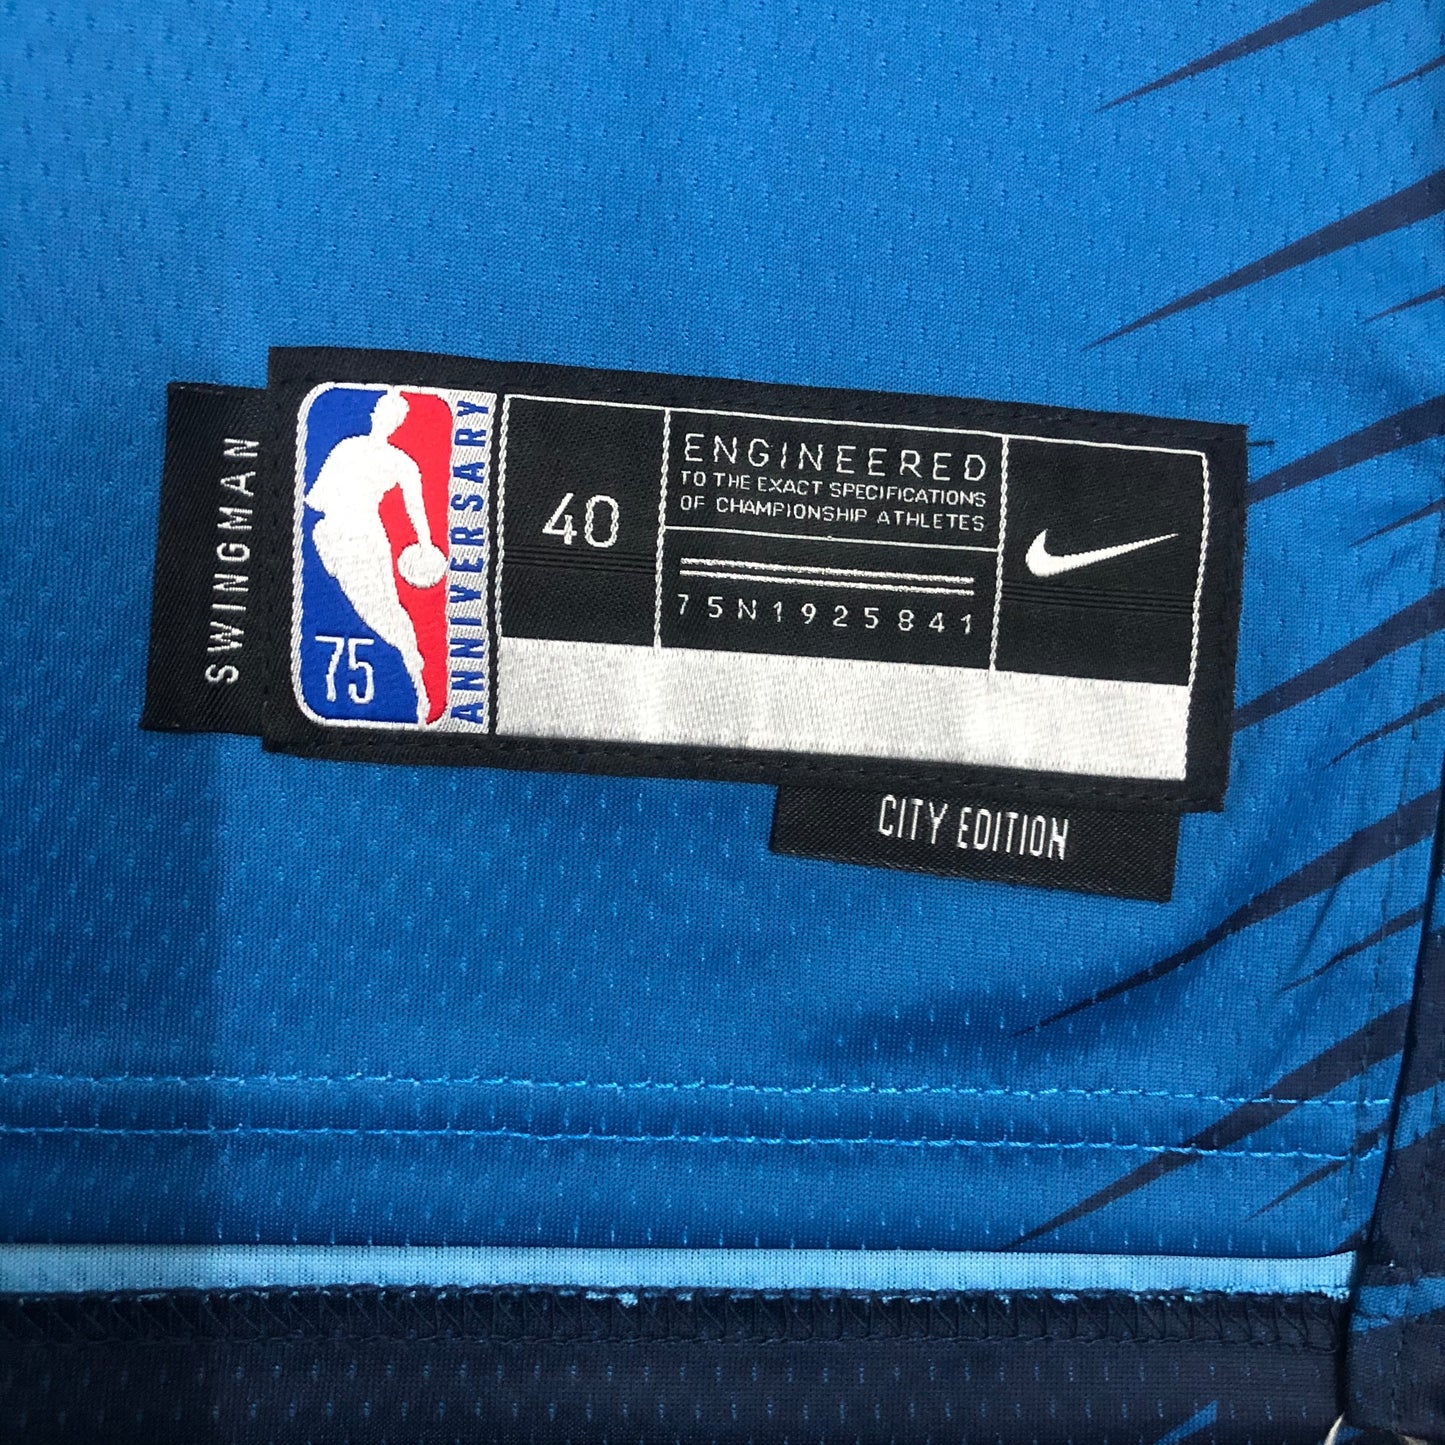 SWINGMAN
75
ANNIVERSARY
40
ENGINEERED
TO THE EXACT SPECIFICATIONS
OF CHAMPIONSHIP ATHLETES
75N1925841
CITY EDITION